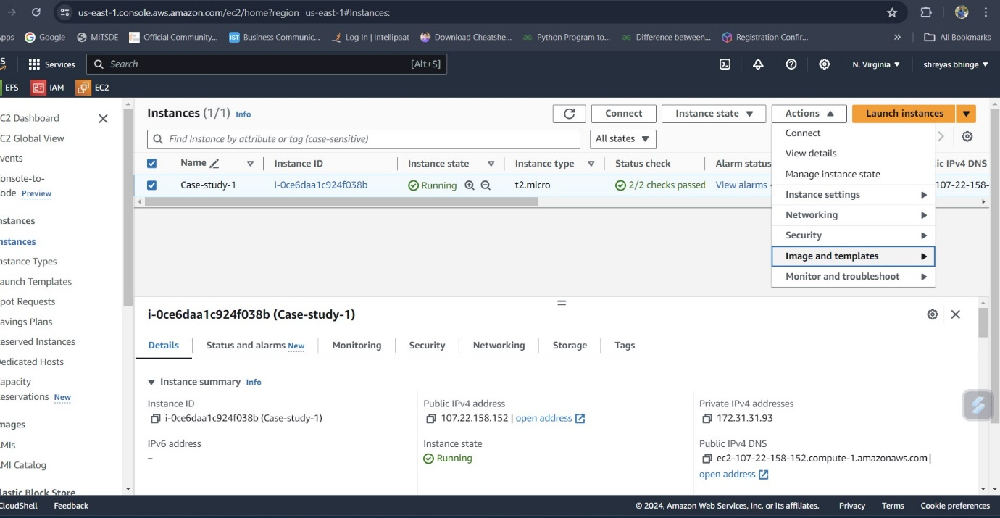 us-east-1.console.aws.amazon.com/ec2/home?region=us-east-1#Instances:
pps Google MITSDE Official Community... IST Business Communic... Log In | Intellipaat Download Cheatshe... Python Program to... Difference between... Registration Confir... » All Bookmarks
Services Search [Alt+S] N. Virginia ▼ shreyas bhinge ▼
EFS IAM EC2
C2 Dashboard
C2 Global View
vents
onsole-to-
ode Preview
nstances
nstances
nstance Types
aunch Templates
pot Requests
avings Plans
eserved Instances
edicated Hosts
apacity
eservations New
mages
MIs
MI Catalog
lastic Block Store
Instances (1/1) Info
Connect Instance state ▼ Actions ▲ Launch instances ▼
Find Instance by attribute or tag (case-sensitive) All states ▼
Name Instance ID Instance state Instance type Status check Alarm status lic IPv4 DNS
Case-study-1 i-0ce6daa1c924f038b Running t2.micro 2/2 checks passed View alarms 107-22-158-
Connect
View details
Manage instance state
Instance settings
Networking
Security
Image and templates
Monitor and troubleshoot
i-0ce6daa1c924f038b (Case-study-1)
Details Status and alarms New Monitoring Security Networking Storage Tags
▼ Instance summary Info
Instance ID
i-0ce6daa1c924f038b (Case-study-1)
Public IPv4 address
107.22.158.152 | open address
Private IPv4 addresses
172.31.31.93
IPv6 address
–
Instance state
Running
Public IPv4 DNS
ec2-107-22-158-152.compute-1.amazonaws.com |
open address
CloudShell Feedback © 2024, Amazon Web Services, Inc. or its affiliates. Privacy Terms Cookie preferences